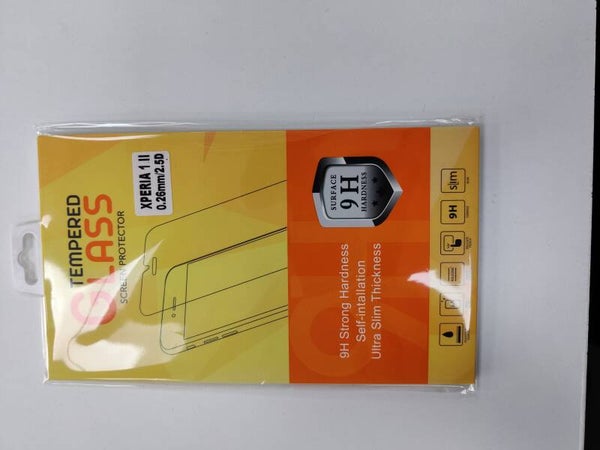 TEMPERED
GLASS
SCREEN PROTECTOR
XPERIA 1 II
0.26mm/2.5D
SURFACE
9H
HARDNESS
9H Strong Hardness
Self-intallation
Ultra Slim Thickness
9H
slim